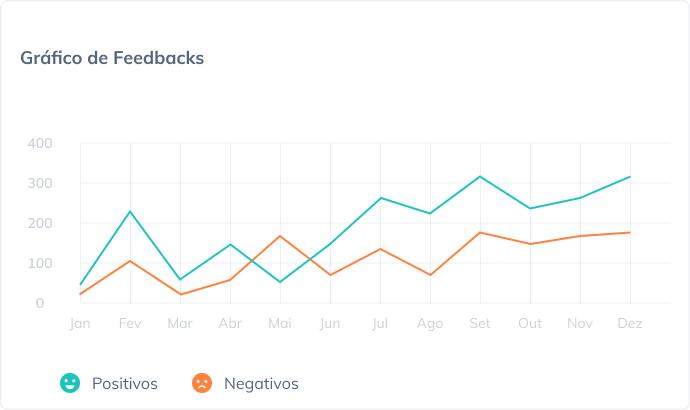 Gráfico de Feedbacks
400
300
200
100
0
Jan Fev Mar Abr Mai Jun Jul Ago Set Out Nov Dez
Positivos Negativos